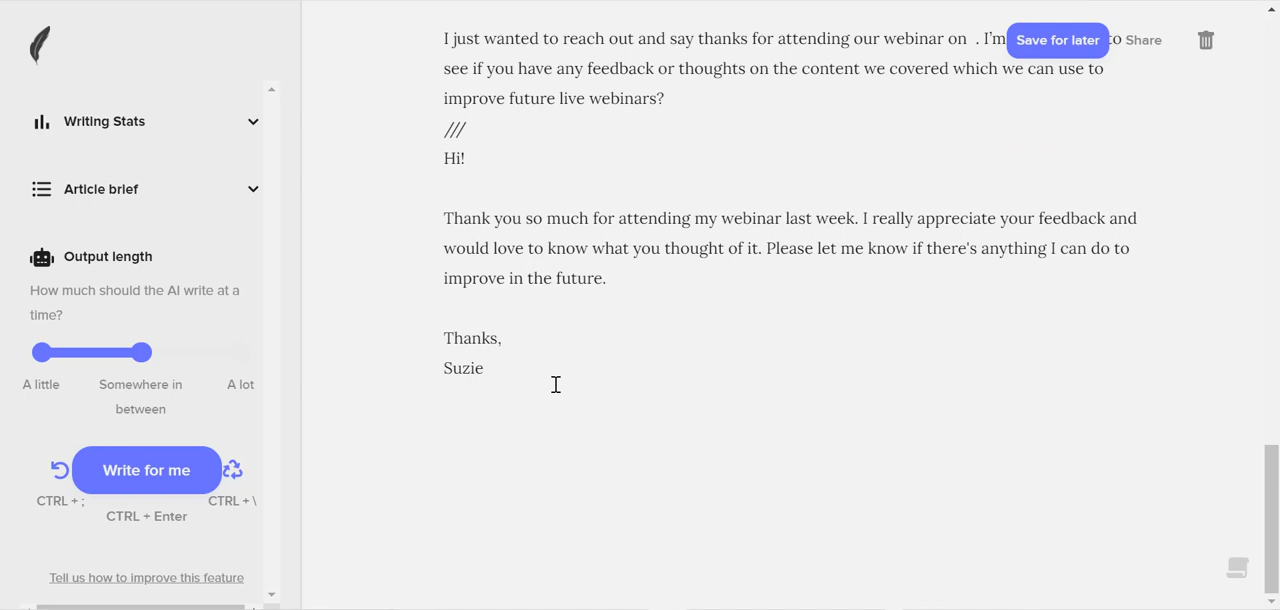 I just wanted to reach out and say thanks for attending our webinar on  . I'm
Save for later
to
Share
see if you have any feedback or thoughts on the content we covered which we can use to
improve future live webinars?
///
Hi!
Thank you so much for attending my webinar last week. I really appreciate your feedback and
would love to know what you thought of it. Please let me know if there's anything I can do to
improve in the future.
Thanks,
Suzie
Writing Stats
Article brief
Output length
How much should the AI write at a
time?
A little
Somewhere in
between
A lot
Write for me
CTRL + ;
CTRL + \
CTRL + Enter
Tell us how to improve this feature